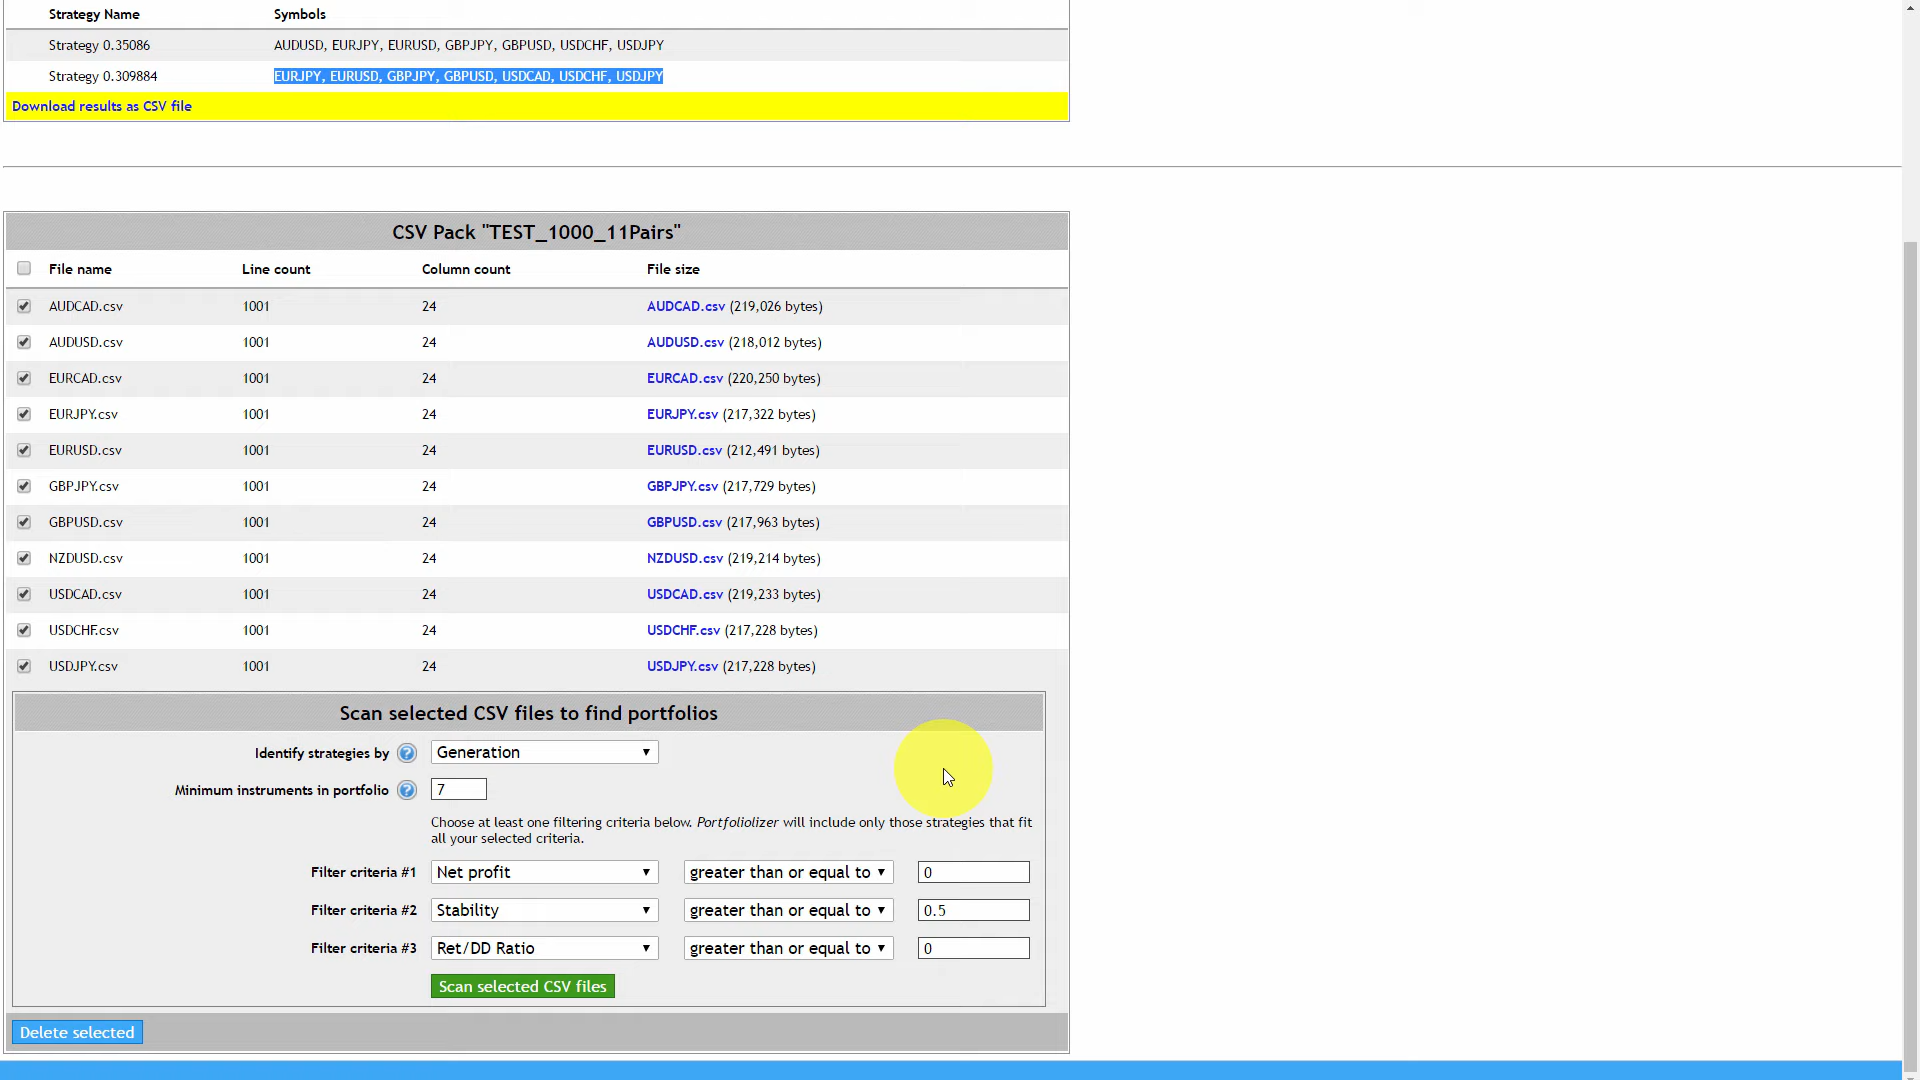 Strategy Name Symbols
Strategy 0.35086 AUDUSD, EURJPY, EURUSD, GBPJPY, GBPUSD, USDCHF, USDJPY
Strategy 0.309884 EURJPY, EURUSD, GBPJPY, GBPUSD, USDCAD, USDCHF, USDJPY
Download results as CSV file
CSV Pack "TEST_1000_11Pairs"
File name Line count Column count File size
AUDCAD.csv 1001 24 AUDCAD.csv (219,026 bytes)
AUDUSD.csv 1001 24 AUDUSD.csv (218,012 bytes)
EURCAD.csv 1001 24 EURCAD.csv (220,250 bytes)
EURJPY.csv 1001 24 EURJPY.csv (217,322 bytes)
EURUSD.csv 1001 24 EURUSD.csv (212,491 bytes)
GBPJPY.csv 1001 24 GBPJPY.csv (217,729 bytes)
GBPUSD.csv 1001 24 GBPUSD.csv (217,963 bytes)
NZDUSD.csv 1001 24 NZDUSD.csv (219,214 bytes)
USDCAD.csv 1001 24 USDCAD.csv (219,233 bytes)
USDCHF.csv 1001 24 USDCHF.csv (217,228 bytes)
USDJPY.csv 1001 24 USDJPY.csv (217,228 bytes)
Scan selected CSV files to find portfolios
Identify strategies by ? Generation
Minimum instruments in portfolio ? 7
Choose at least one filtering criteria below. Portfoliolizer will include only those strategies that fit
all your selected criteria.
Filter criteria #1 Net profit greater than or equal to 0
Filter criteria #2 Stability greater than or equal to 0.5
Filter criteria #3 Ret/DD Ratio greater than or equal to 0
Scan selected CSV files
Delete selected